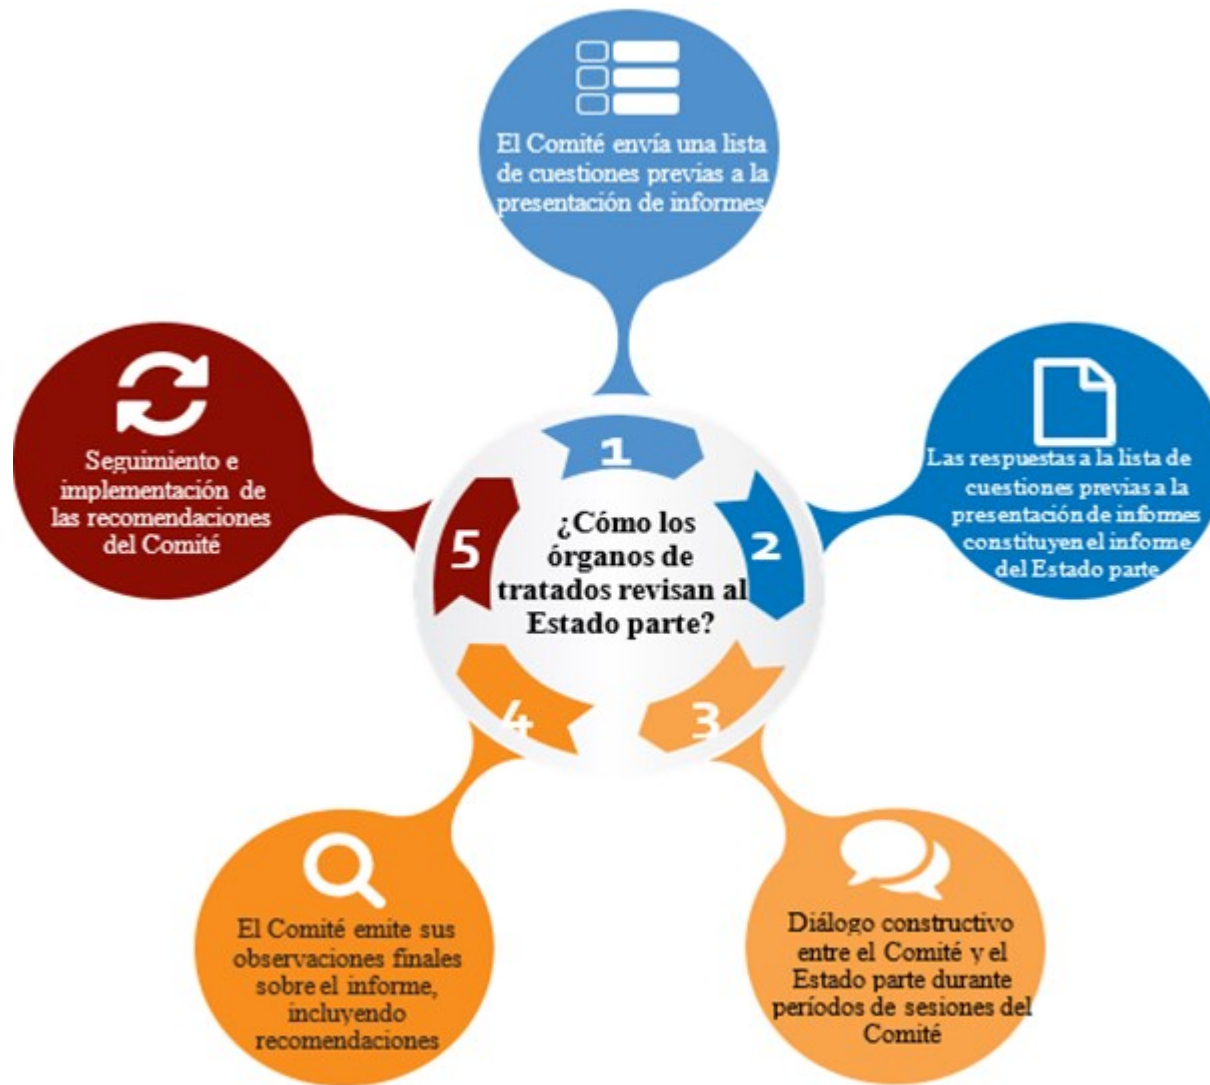 El Comité envía una lista
de cuestiones previas a la
presentación de informes
1
Las respuestas a la lista de
cuestiones previas a la
presentación de informes
constituyen el informe
del Estado parte
2
Diálogo constructivo
entre el Comité y el
Estado parte durante
períodos de sesiones del
Comité
3
El Comité emite sus
observaciones finales
sobre el informe,
incluyendo
recomendaciones
4
Seguimiento e
implementación de
las recomendaciones
del Comité
5
¿Cómo los
órganos de
tratados revisan al
Estado parte?